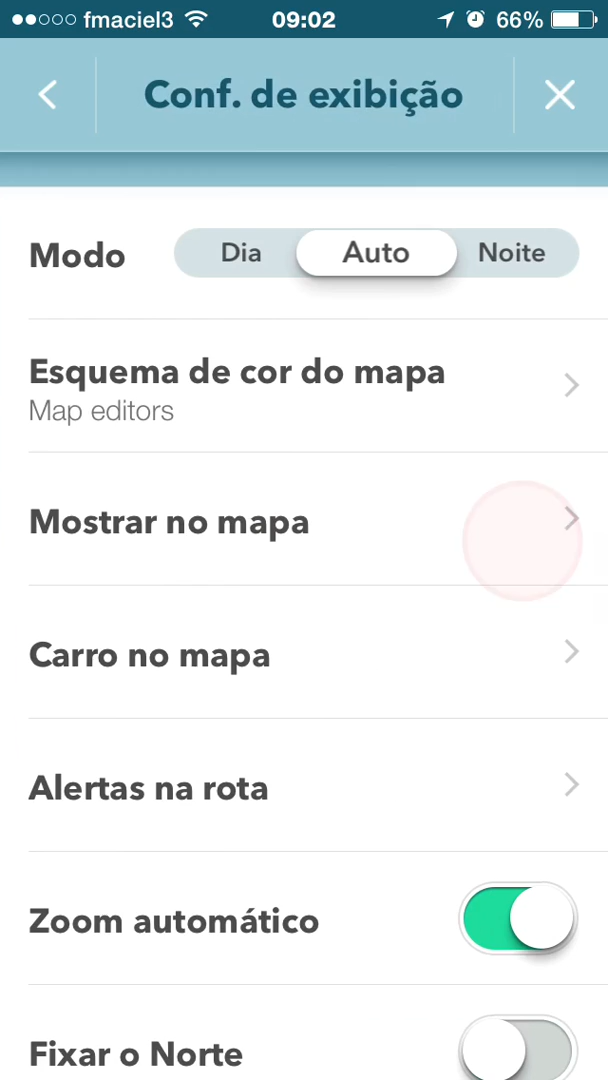 fmaciel3 09:02 66%
Conf. de exibição
Modo Dia Auto Noite
Esquema de cor do mapa
Map editors
Mostrar no mapa
Carro no mapa
Alertas na rota
Zoom automático
Fixar o Norte